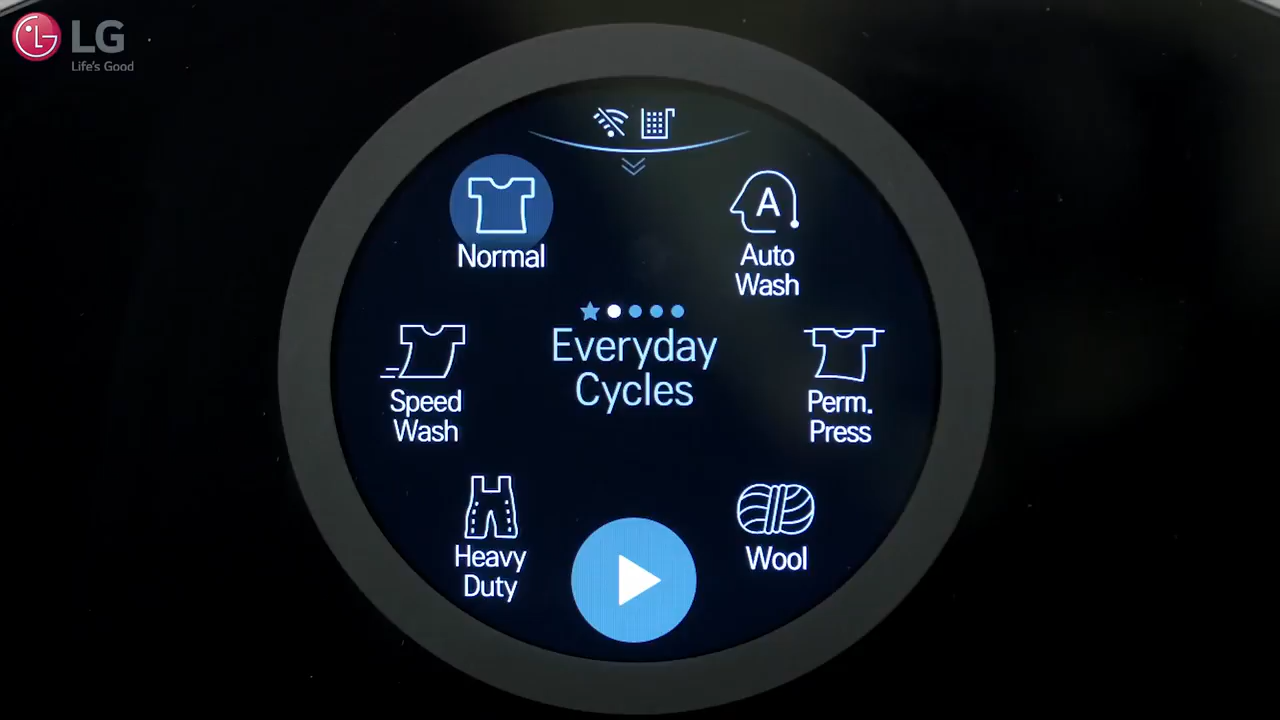 LG
Life's Good
Normal
A
Auto
Wash
Everyday
Cycles
Speed
Wash
Perm.
Press
Heavy
Duty
Wool